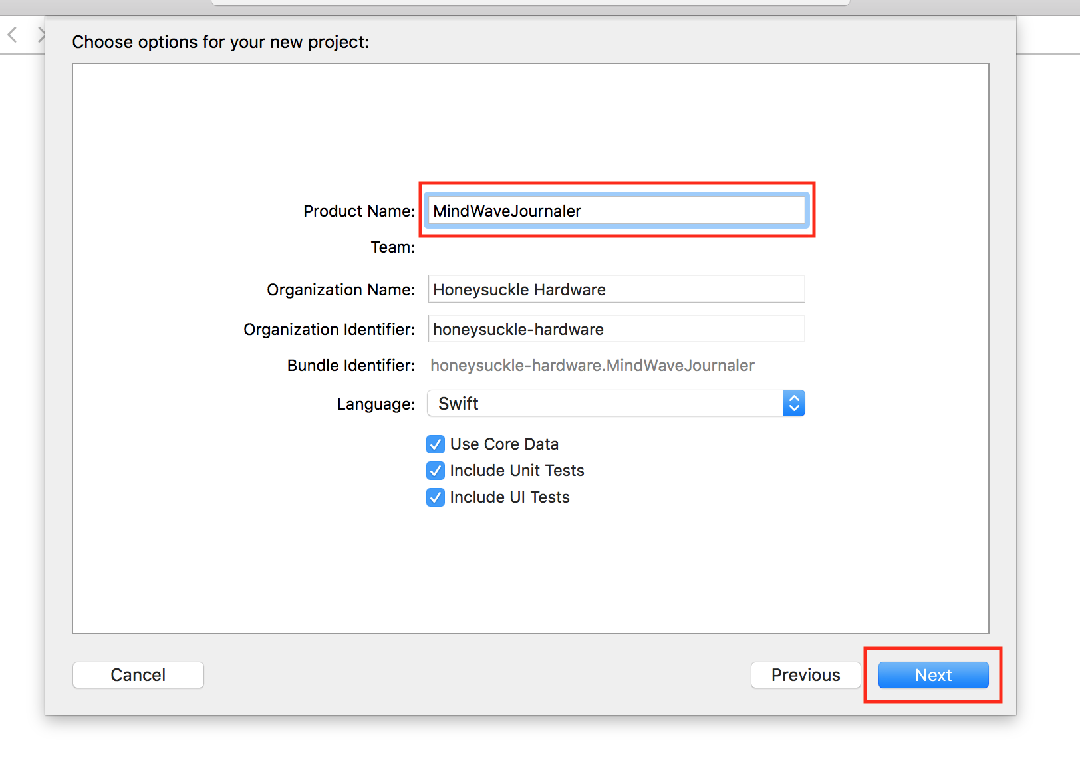 Choose options for your new project:
Product Name: MindWaveJournaler
Team:
Organization Name: Honeysuckle Hardware
Organization Identifier: honeysuckle-hardware
Bundle Identifier: honeysuckle-hardware.MindWaveJournaler
Language: Swift
Use Core Data
Include Unit Tests
Include UI Tests
Cancel Previous Next